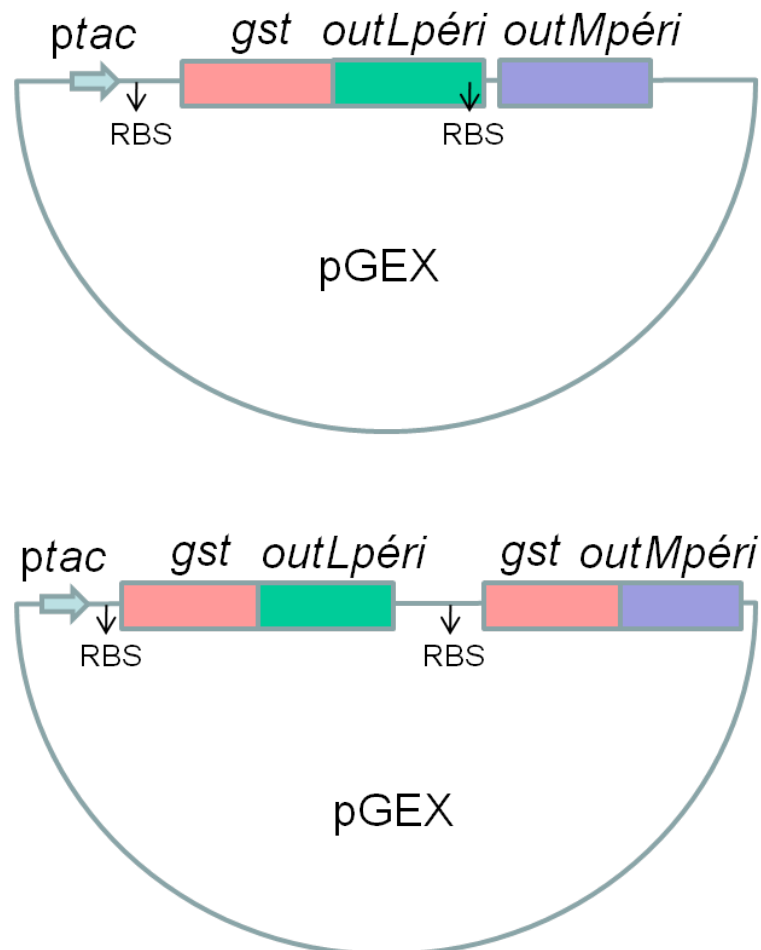 ptac gst outLpéri outMpéri
RBS RBS
pGEX
ptac gst outLpéri gst outMpéri
RBS RBS
pGEX